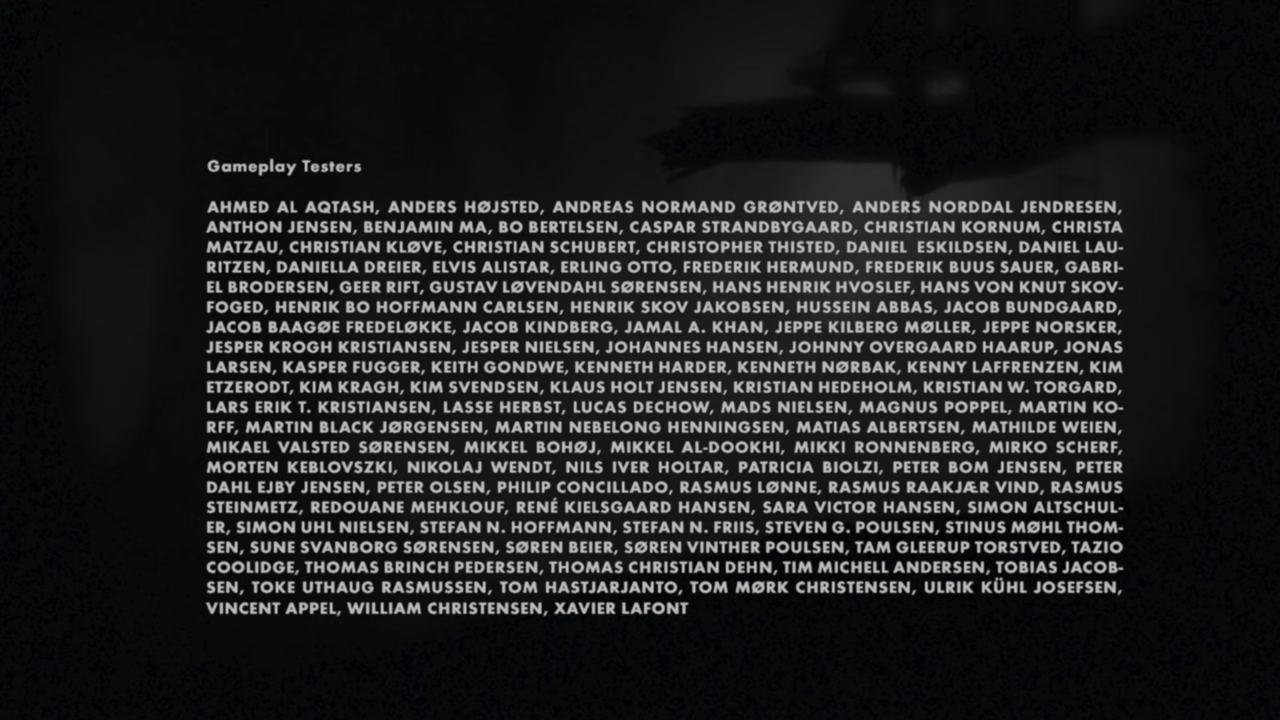 Gameplay Testers
AHMED AL AQTASH, ANDERS HØJSTED, ANDREAS NORMAND GRØNTVED, ANDERS NORDDAL JENDRESEN,
ANTHON JENSEN, BENJAMIN MA, BO BERTELSEN, CASPAR STRANDBYGAARD, CHRISTIAN KORNUM, CHRISTA
MATZAU, CHRISTIAN KLØVE, CHRISTIAN SCHUBERT, CHRISTOPHER THISTED, DANIEL ESKILDSEN, DANIEL LAU-
RITZEN, DANIELLA DREIER, ELVIS ALISTAR, ERLING OTTO, FREDERIK HERMUND, FREDERIK BUUS SAUER, GABRI-
EL BRODERSEN, GEER RIFT, GUSTAV LØVENDAHL SØRENSEN, HANS HENRIK HVOSLEF, HANS VON KNUT SKOV-
FOGED, HENRIK BO HOFFMANN CARLSEN, HENRIK SKOV JAKOBSEN, HUSSEIN ABBAS, JACOB BUNDGAARD,
JACOB BAAGØE FREDELØKKE, JACOB KINDBERG, JAMAL A. KHAN, JEPPE KILBERG MØLLER, JEPPE NORSKER,
JESPER KROGH KRISTIANSEN, JESPER NIELSEN, JOHANNES HANSEN, JOHNNY OVERGAARD HAARUP, JONAS
LARSEN, KASPER FUGGER, KEITH GONDWE, KENNETH HARDER, KENNETH NØRBAK, KENNY LAFFRENZEN, KIM
ETZERODT, KIM KRAGH, KIM SVENDSEN, KLAUS HOLT JENSEN, KRISTIAN HEDEHOLM, KRISTIAN W. TORGARD,
LARS ERIK T. KRISTIANSEN, LASSE HERBST, LUCAS DECHOW, MADS NIELSEN, MAGNUS POPPEL, MARTIN KO-
RFF, MARTIN BLACK JØRGENSEN, MARTIN NEBELONG HENNINGSEN, MATIAS ALBERTSEN, MATHILDE WEIEN,
MIKAEL VALSTED SØRENSEN, MIKKEL BOHØJ, MIKKEL AL-DOOKHI, MIKKI RONNENBERG, MIRKO SCHERF,
MORTEN KEBLOVSZKI, NIKOLAJ WENDT, NILS IVER HOLTAR, PATRICIA BIOLZI, PETER BOM JENSEN, PETER
DAHL EJBY JENSEN, PETER OLSEN, PHILIP CONCILLADO, RASMUS LØNNE, RASMUS RAAKJÆR VIND, RASMUS
STEINMETZ, REDOUANE MEHKLOUF, RENÉ KIELSGAARD HANSEN, SARA VICTOR HANSEN, SIMON ALTSCHUL-
ER, SIMON UHL NIELSEN, STEFAN N. HOFFMANN, STEFAN N. FRIIS, STEVEN G. POULSEN, STINUS MØHL THOM-
SEN, SUNE SVANBORG SØRENSEN, SØREN BEIER, SØREN VINTHER POULSEN, TAM GLEERUP TORSTVED, TAZIO
COOLIDGE, THOMAS BRINCH PEDERSEN, THOMAS CHRISTIAN DEHN, TIM MICHELL ANDERSEN, TOBIAS JACOB-
SEN, TOKE UTHAUG RASMUSSEN, TOM HASTJARJANTO, TOM MØRK CHRISTENSEN, ULRIK KÜHL JOSEFSEN,
VINCENT APPEL, WILLIAM CHRISTENSEN, XAVIER LAFONT